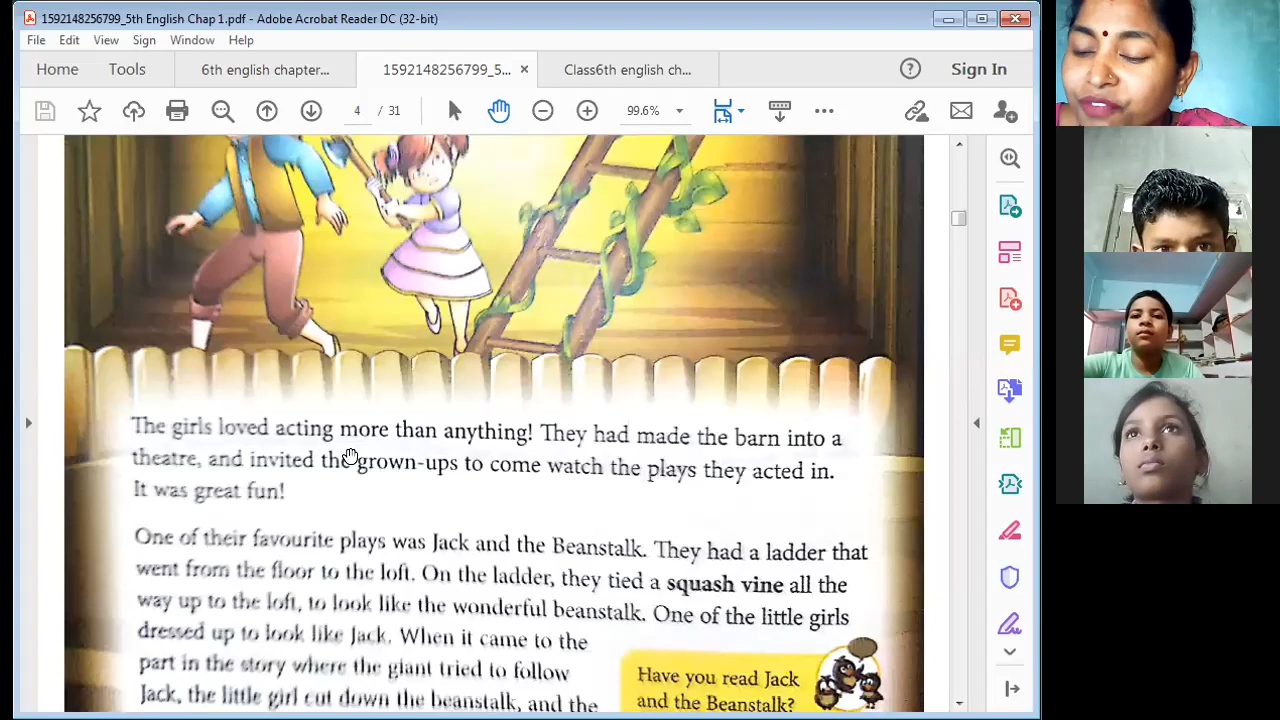 1592148256799_5th English Chap 1.pdf - Adobe Acrobat Reader DC (32-bit)
File Edit View Sign Window Help
Home Tools 6th english chapter... 1592148256799_5... × Class6th english ch... Sign In
4 / 31 99.6%
The girls loved acting more than anything! They had made the barn into a
theatre, and invited the grown-ups to come watch the plays they acted in.
It was great fun!
One of their favourite plays was Jack and the Beanstalk. They had a ladder that
went from the floor to the loft. On the ladder, they tied a squash vine all the
way up to the loft, to look like the wonderful beanstalk. One of the little girls
dressed up to look like Jack. When it came to the
part in the story where the giant tried to follow
Jack, the little girl cut down the beanstalk, and the
Have you read Jack
and the Beanstalk?